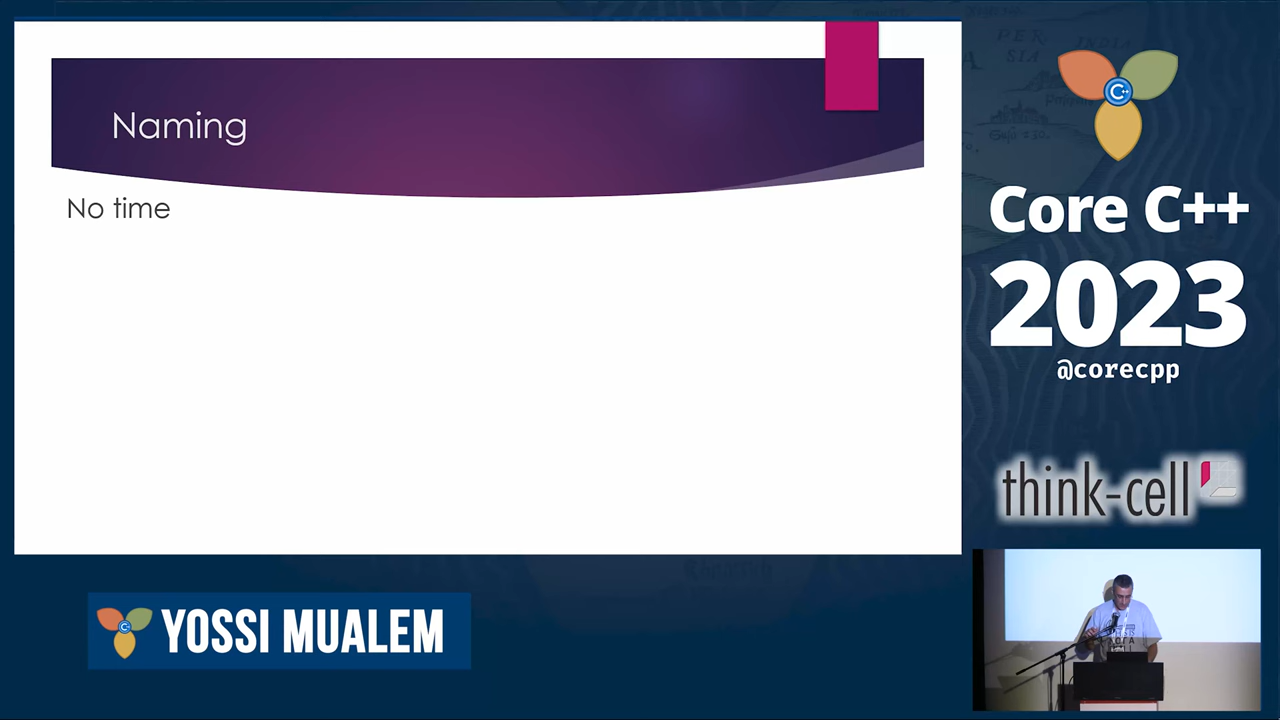 Naming
No time
C++
Core C++
2023
@corecpp
think-cell
YOSSI MUALEM